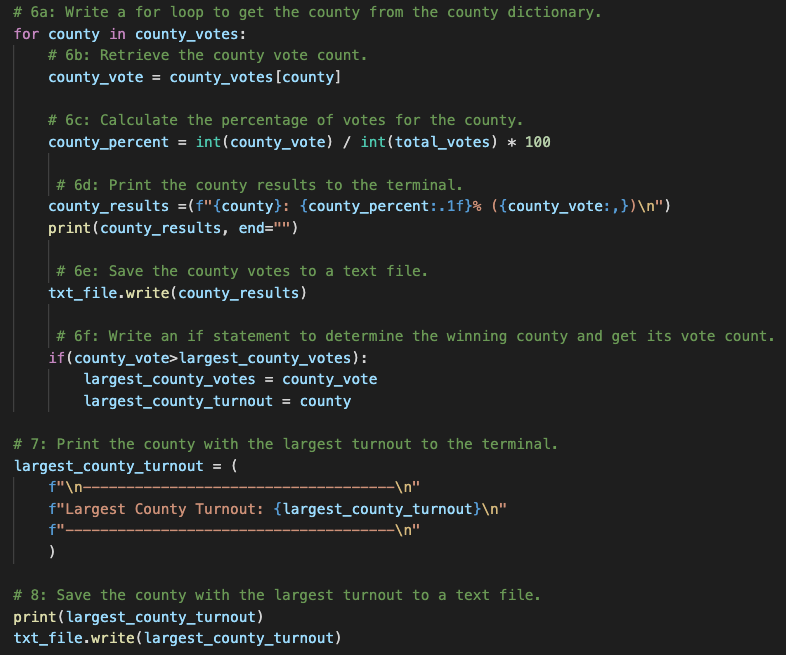 # 6a: Write a for loop to get the county from the county dictionary.
for county in county_votes:
    # 6b: Retrieve the county vote count.
    county_vote = county_votes[county]

    # 6c: Calculate the percentage of votes for the county.
    county_percent = int(county_vote) / int(total_votes) * 100

     # 6d: Print the county results to the terminal.
    county_results =(f"{county}: {county_percent:.1f}% ({county_vote:,})\n")
    print(county_results, end="")

     # 6e: Save the county votes to a text file.
    txt_file.write(county_results)

     # 6f: Write an if statement to determine the winning county and get its vote count.
    if(county_vote>largest_county_votes):
        largest_county_votes = county_vote
        largest_county_turnout = county

# 7: Print the county with the largest turnout to the terminal.
largest_county_turnout = (
    f"\n------------------------------------\n"
    f"Largest County Turnout: {largest_county_turnout}\n"
    f"--------------------------------------\n"
    )

# 8: Save the county with the largest turnout to a text file.
print(largest_county_turnout)
txt_file.write(largest_county_turnout)